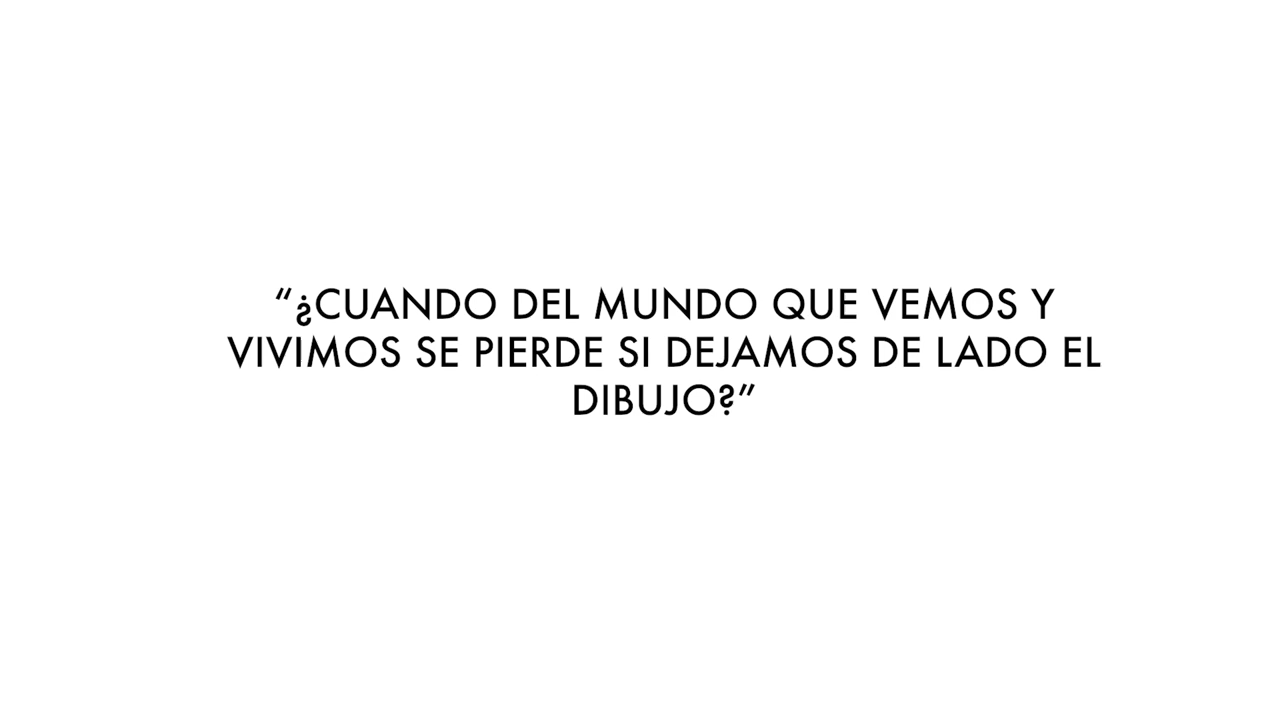 “¿CUANDO DEL MUNDO QUE VEMOS Y
VIVIMOS SE PIERDE SI DEJAMOS DE LADO EL
DIBUJO?”